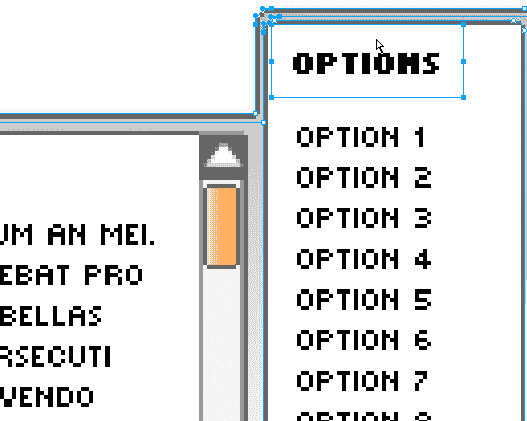 OPTIONS
OPTION 1
OPTION 2
OPTION 3
OPTION 4
OPTION 5
OPTION 6
OPTION 7
OPTION
UM AN MEI.
EBAT PRO
BELLAS
RSECUTI
VENDO